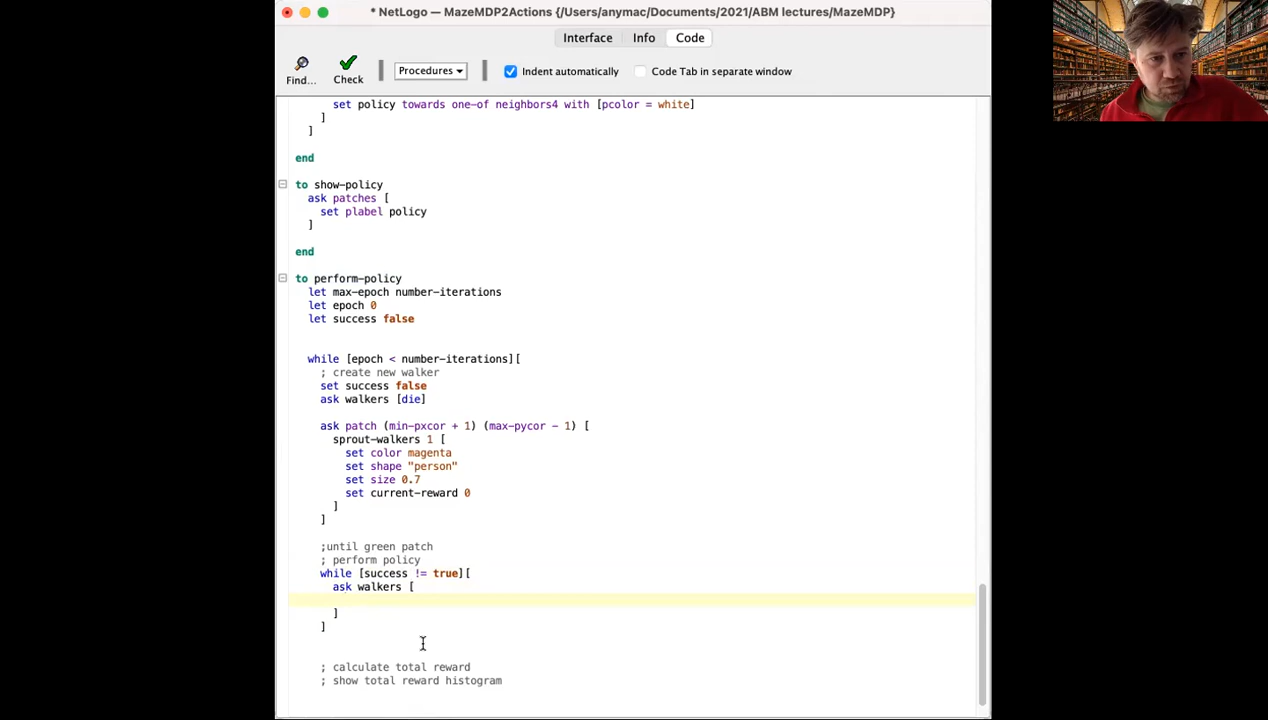 * NetLogo — MazeMDP2Actions {/Users/anymac/Documents/2021/ABM lectures/MazeMDP}
Interface Info Code
Find... Check Procedures Indent automatically Code Tab in separate window
set policy towards one-of neighbors4 with [pcolor = white]
]
]
end
to show-policy
ask patches [
set plabel policy
]
end
to perform-policy
let max-epoch number-iterations
let epoch 0
let success false
while [epoch < number-iterations][
; create new walker
set success false
ask walkers [die]
ask patch (min-pxcor + 1) (max-pycor - 1) [
sprout-walkers 1 [
set color magenta
set shape "person"
set size 0.7
set current-reward 0
]
]
;until green patch
; perform policy
while [success != true][
ask walkers [
]
]
; calculate total reward
; show total reward histogram